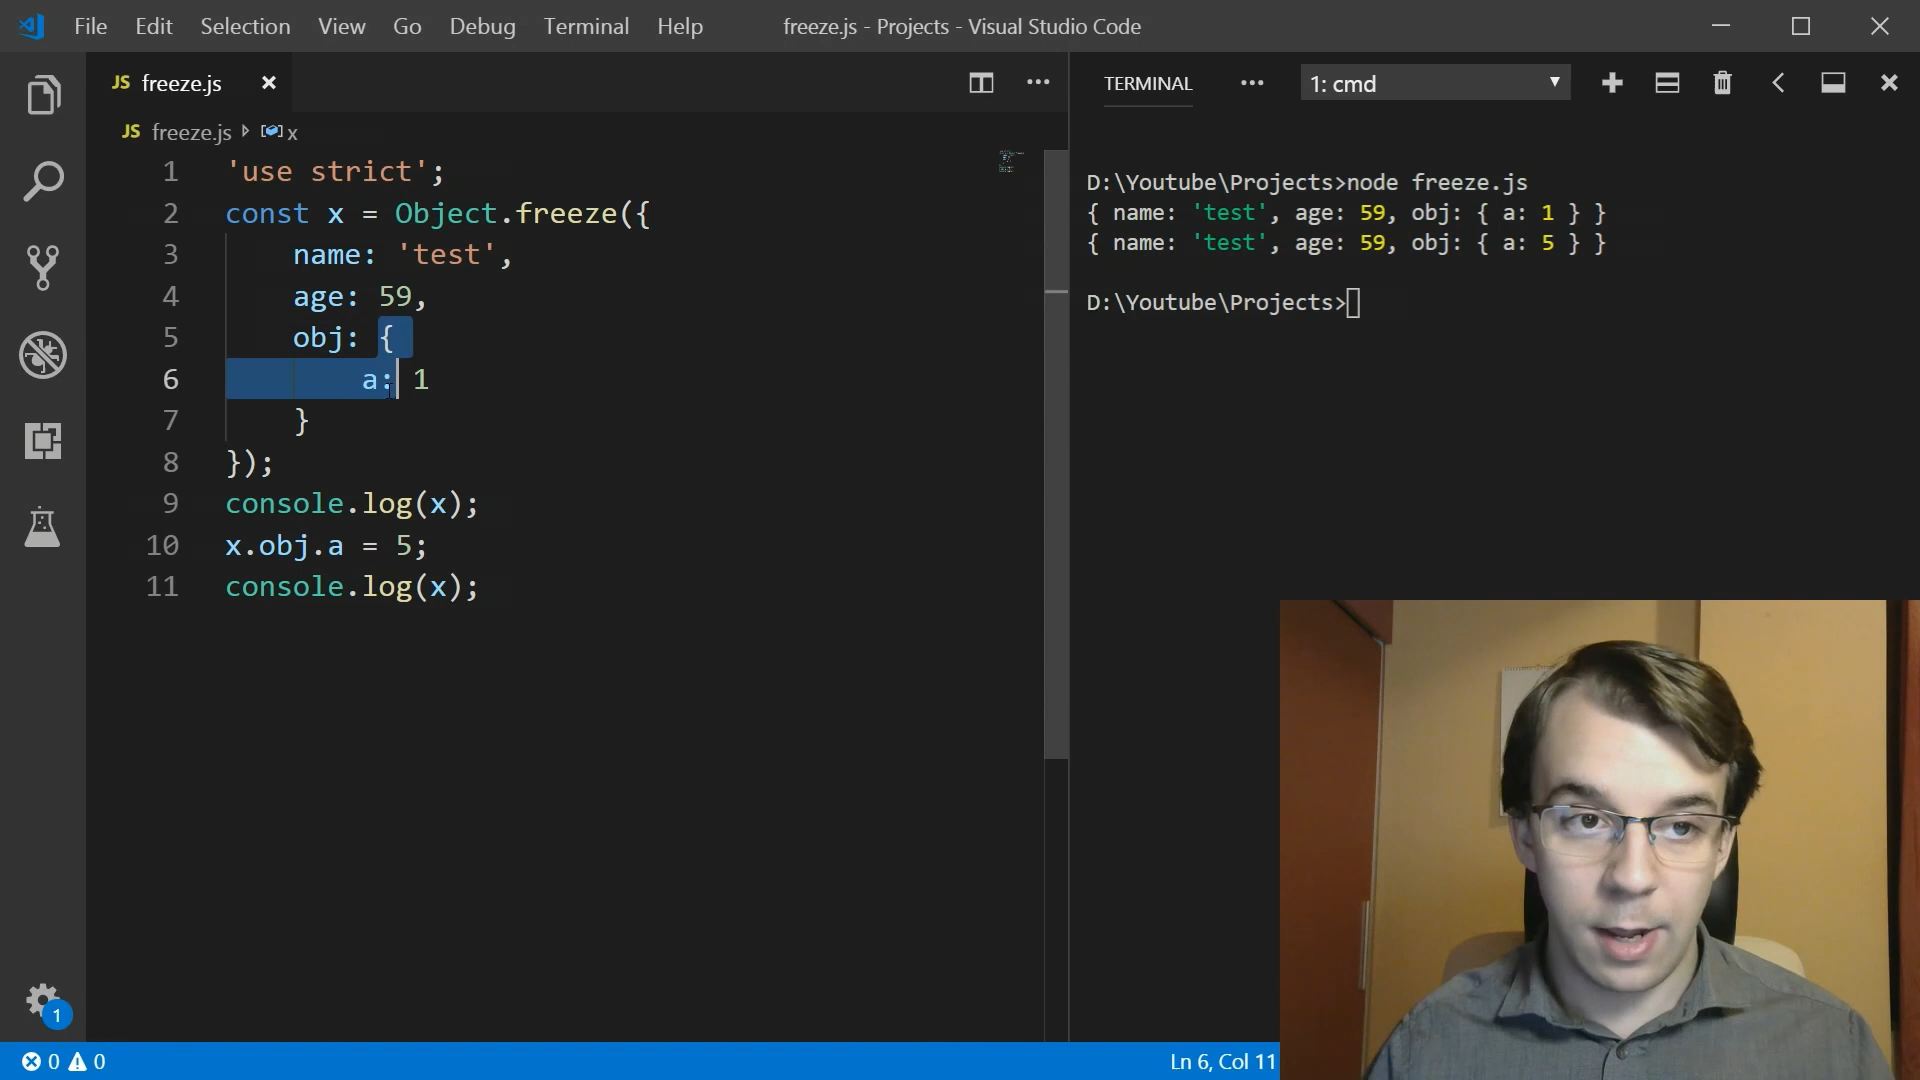 File Edit Selection View Go Debug Terminal Help freeze.js - Projects - Visual Studio Code
JS freeze.js
JS freeze.js x
1 'use strict';
2 const x = Object.freeze({
3 name: 'test',
4 age: 59,
5 obj: {
6 a: 1
7 }
8 });
9 console.log(x);
10 x.obj.a = 5;
11 console.log(x);
TERMINAL ··· 1: cmd
D:\Youtube\Projects>node freeze.js
{ name: 'test', age: 59, obj: { a: 1 } }
{ name: 'test', age: 59, obj: { a: 5 } }
D:\Youtube\Projects>
1
0 0 Ln 6, Col 11